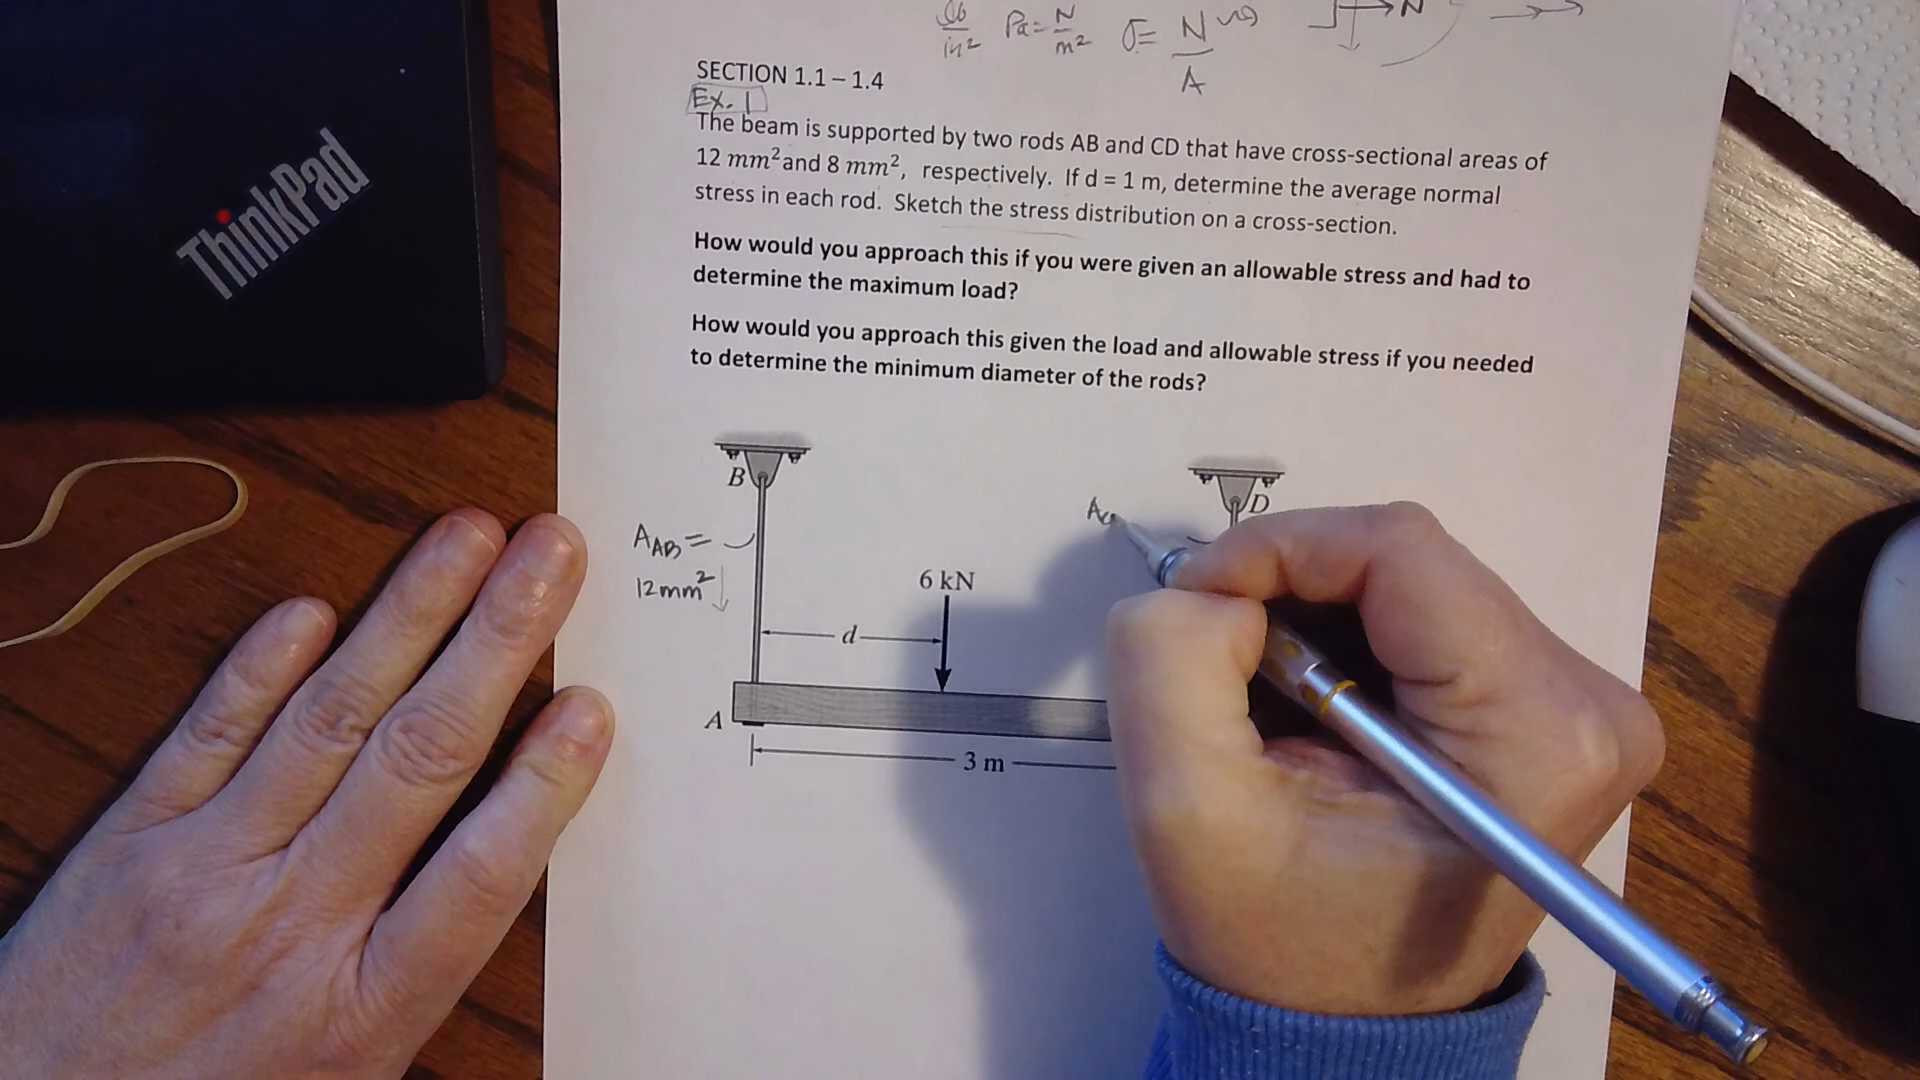 lb/in² Pa = N/m² σ = N/A
N
SECTION 1.1 – 1.4
Ex. 1
The beam is supported by two rods AB and CD that have cross-sectional areas of
12 mm² and 8 mm², respectively. If d = 1 m, determine the average normal
stress in each rod. Sketch the stress distribution on a cross-section.
How would you approach this if you were given an allowable stress and had to
determine the maximum load?
How would you approach this given the load and allowable stress if you needed
to determine the minimum diameter of the rods?
B
D
A_AB =
12mm²
A
6 kN
d
A
3 m
ThinkPad